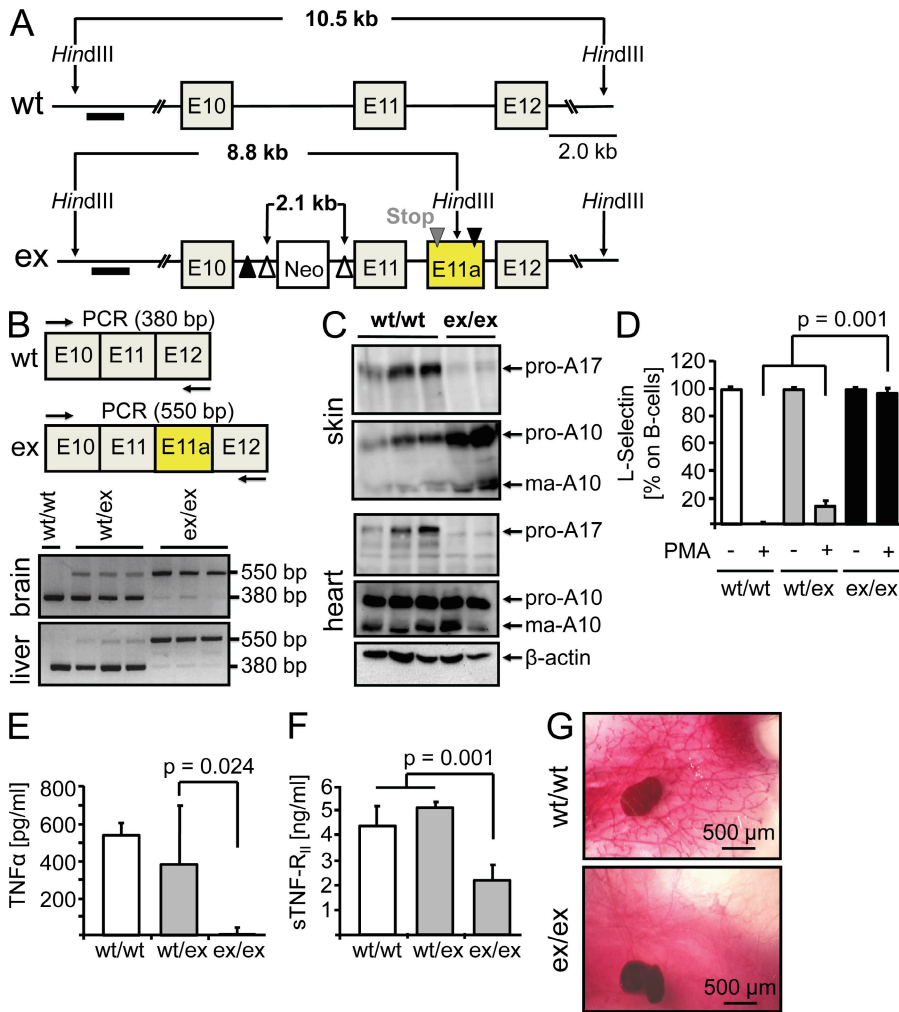 A
10.5 kb
HindIII
HindIII
wt
E10
E11
E12
2.0 kb
8.8 kb
HindIII
2.1 kb
HindIII
HindIII
Stop
ex
E10
Neo
E11
E11a
E12
B
PCR (380 bp)
wt
E10
E11
E12
PCR (550 bp)
ex
E10
E11
E11a
E12
wt/wt
wt/ex
ex/ex
brain
550 bp
380 bp
liver
550 bp
380 bp
C
wt/wt
ex/ex
skin
pro-A17
pro-A10
ma-A10
heart
pro-A17
pro-A10
ma-A10
β-actin
D
p = 0.001
L-Selectin
[% on B-cells]
120
100
80
60
40
20
PMA
-
+
-
+
-
+
wt/wt
wt/ex
ex/ex
E
p = 0.024
TNFα [pg/ml]
800
600
400
200
wt/wt
wt/ex
ex/ex
F
p = 0.001
sTNF-RII [ng/ml]
6
5
4
3
2
1
wt/wt
wt/ex
ex/ex
G
wt/wt
500 µm
ex/ex
500 µm